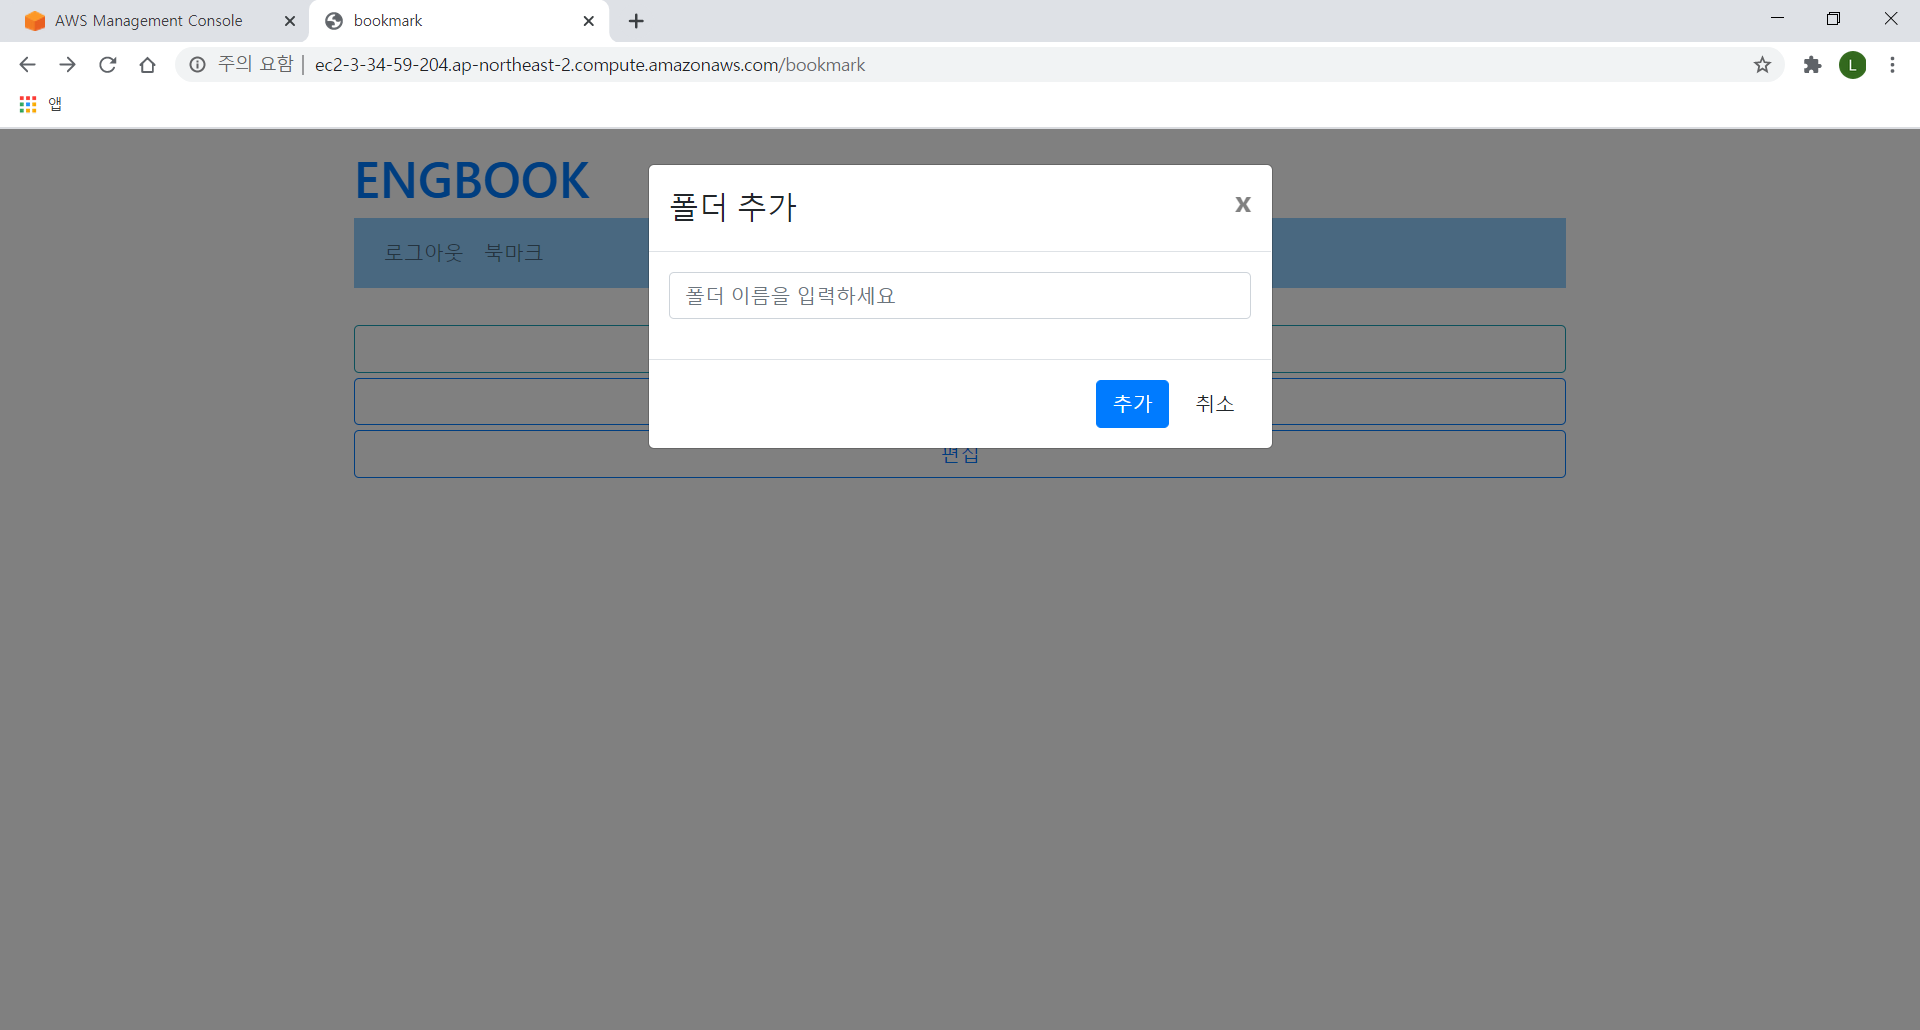 AWS Management Console
bookmark
주의 요함 | ec2-3-34-59-204.ap-northeast-2.compute.amazonaws.com/bookmark
L
앱
ENGBOOK
로그아웃 북마크
폴더 추가
x
폴더 이름을 입력하세요
추가 취소
편집